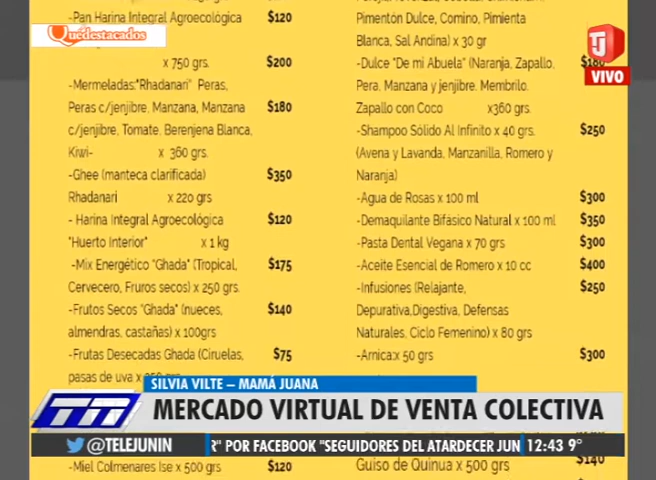 Quédestacados
-Pan Harina Integral Agroecológica $120
x 750 grs. $200
-Mermeladas:"Rhadanari" Peras,
Peras c/jenjibre, Manzana, Manzana $180
c/jenjibre, Tomate, Berenjena Blanca,
Kiwi- x 360 grs.
-Ghee (manteca clarificada) $350
Rhadanari x 220 grs
- Harina Integral Agroecológica $120
"Huerto Interior" x 1 kg
-Mix Energético "Ghada" (Tropical, $175
Cervecero, Fruros secos) x 250 grs.
-Frutos Secos "Ghada" (nueces, $140
almendras, castañas) x 100grs
-Frutas Desecadas Ghada (Ciruelas, $75
pasas de uva x
-Miel Colmenares Ise x 500 grs $120
Pimentón Dulce, Comino, Pimienta
Blanca, Sal Andina) x 30 gr
-Dulce "De mi Abuela" (Naranja, Zapallo, $180
Pera, Manzana y jenjibre. Membrilo,
Zapallo con Coco x360 grs.
-Shampoo Sólido Al Infinito x 40 grs. $250
(Avena y Lavanda, Manzanilla, Romero y
Naranja)
-Agua de Rosas x 100 ml $300
-Demaquilante Bifásico Natural x 100 ml $350
-Pasta Dental Vegana x 70 grs $300
-Aceite Esencial de Romero x 10 cc $400
-Infusiones (Relajante, $250
Depurativa,Digestiva, Defensas
Naturales, Ciclo Femenino) x 80 grs
-Arnica:x 50 grs $300
Guiso de Quinua x 500 grs $140
TJ
VIVO
SILVIA VILTE – MAMÁ JUANA
MERCADO VIRTUAL DE VENTA COLECTIVA
@TELEJUNIN
R" POR FACEBOOK "SEGUIDORES DEL ATARDECER JUN
12:43 9°